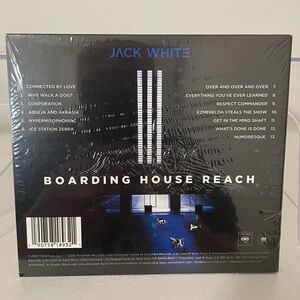 JACK WHITE
CONNECTED BY LOVE
2. WHY WALK A DOG?
3. CORPORATION
4. ABULIA AND AKRASIA
5. HYPERMISOPHONIAC
6. ICE STATION ZEBRA
OVER AND OVER AND OVER 7.
EVERYTHING YOU'VE EVER LEARNED 8.
RESPECT COMMANDER 9.
EZMERELDA STEALS THE SHOW 10.
GET IN THE MIND SHAFT 11.
WHAT'S DONE IS DONE 12.
HUMORESQUE 13.
BOARDING HOUSE REACH
90758 18932